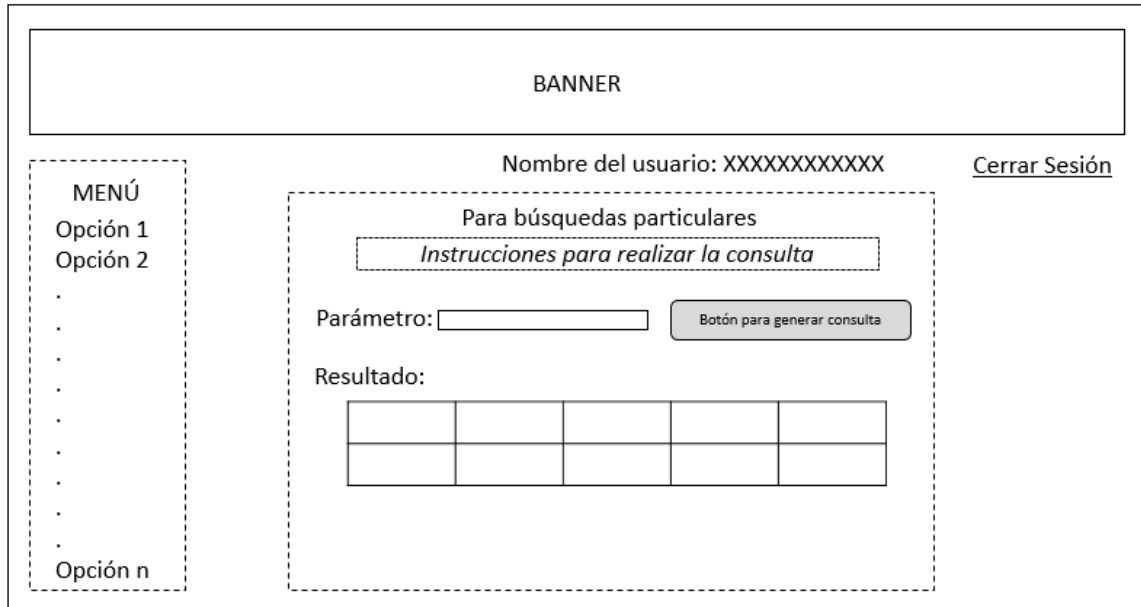 BANNER
Nombre del usuario: XXXXXXXXXXXX
Cerrar Sesión
MENÚ
Opción 1
Opción 2
.
.
.
.
.
.
.
.
.
Opción n
Para búsquedas particulares
Instrucciones para realizar la consulta
Parámetro:
Botón para generar consulta
Resultado: